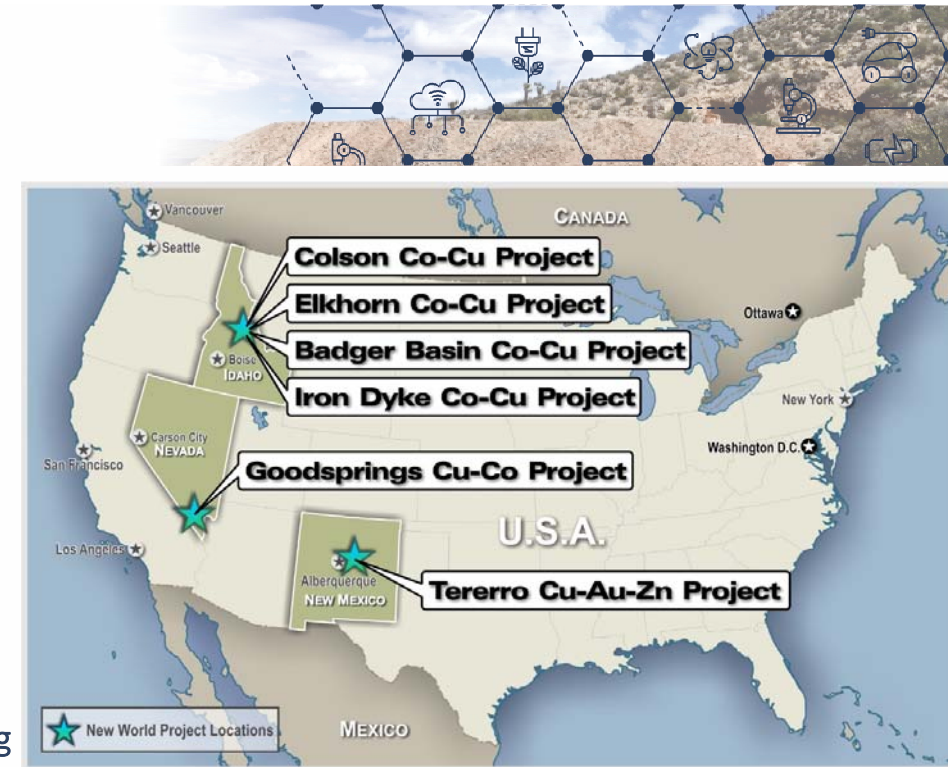 Vancouver
CANADA
Seattle
Colson Co-Cu Project
Elkhorn Co-Cu Project
Ottawa
Badger Basin Co-Cu Project
Boise
IDAHO
Iron Dyke Co-Cu Project
New York
Carson City
NEVADA
Washington D.C.
San Francisco
Goodsprings Cu-Co Project
U.S.A.
Los Angeles
Alberquerque
NEW MEXICO
Tererro Cu-Au-Zn Project
New World Project Locations
MEXICO
g